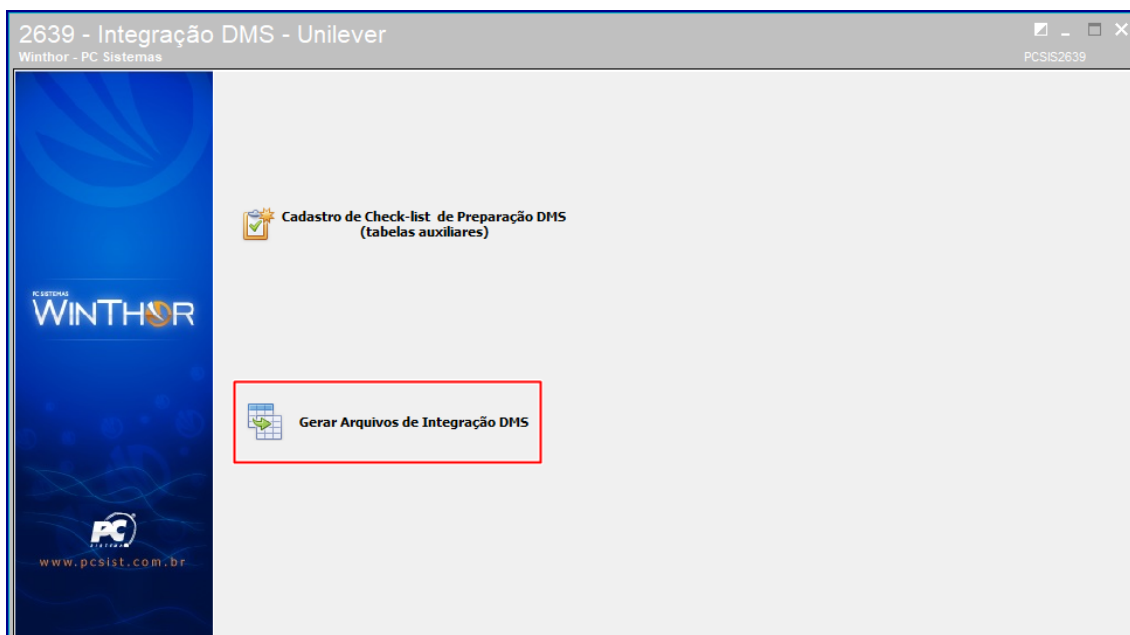 2639 - Integração DMS - Unilever
Winthor - PC Sistemas
PCSIS2639
Cadastro de Check-list de Preparação DMS
(tabelas auxiliares)
PC SISTEMAS
WINTHOR
Gerar Arquivos de Integração DMS
PC
SISTEMAS
www.pcsist.com.br